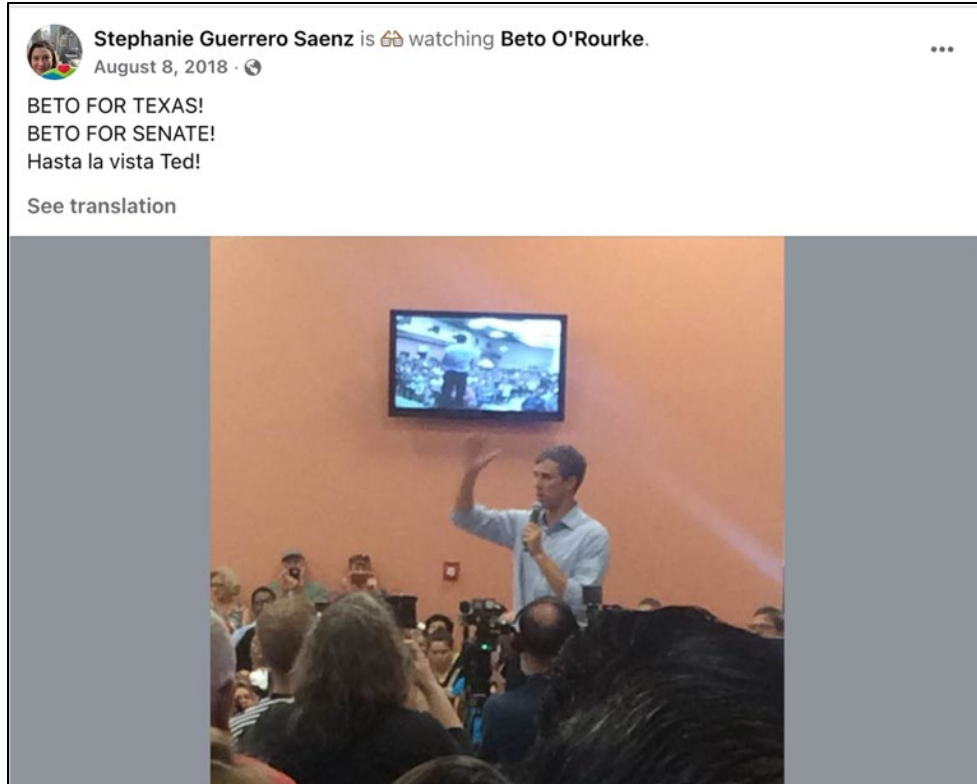 Stephanie Guerrero Saenz is watching Beto O'Rourke.
August 8, 2018 ·
BETO FOR TEXAS!
BETO FOR SENATE!
Hasta la vista Ted!
See translation